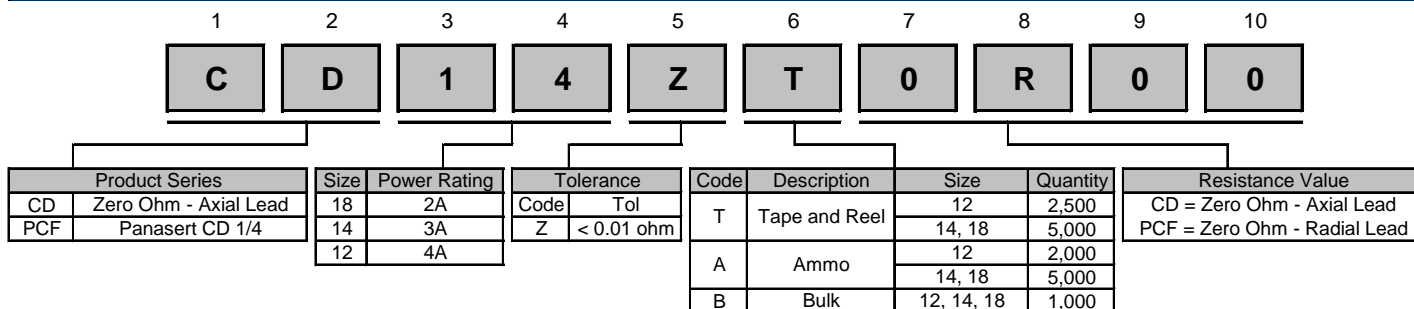 1 2 3 4 5 6 7 8 9 10
C D 1 4 Z T 0 R 0 0
Product Series
CD Zero Ohm - Axial Lead
PCF Panasert CD 1/4
Size Power Rating
18 2A
14 3A
12 4A
Tolerance
Code Tol
Z < 0.01 ohm
Code Description Size Quantity
T Tape and Reel 12 2,500
14, 18 5,000
A Ammo 12 2,000
14, 18 5,000
B Bulk 12, 14, 18 1,000
Resistance Value
CD = Zero Ohm - Axial Lead
PCF = Zero Ohm - Radial Lead